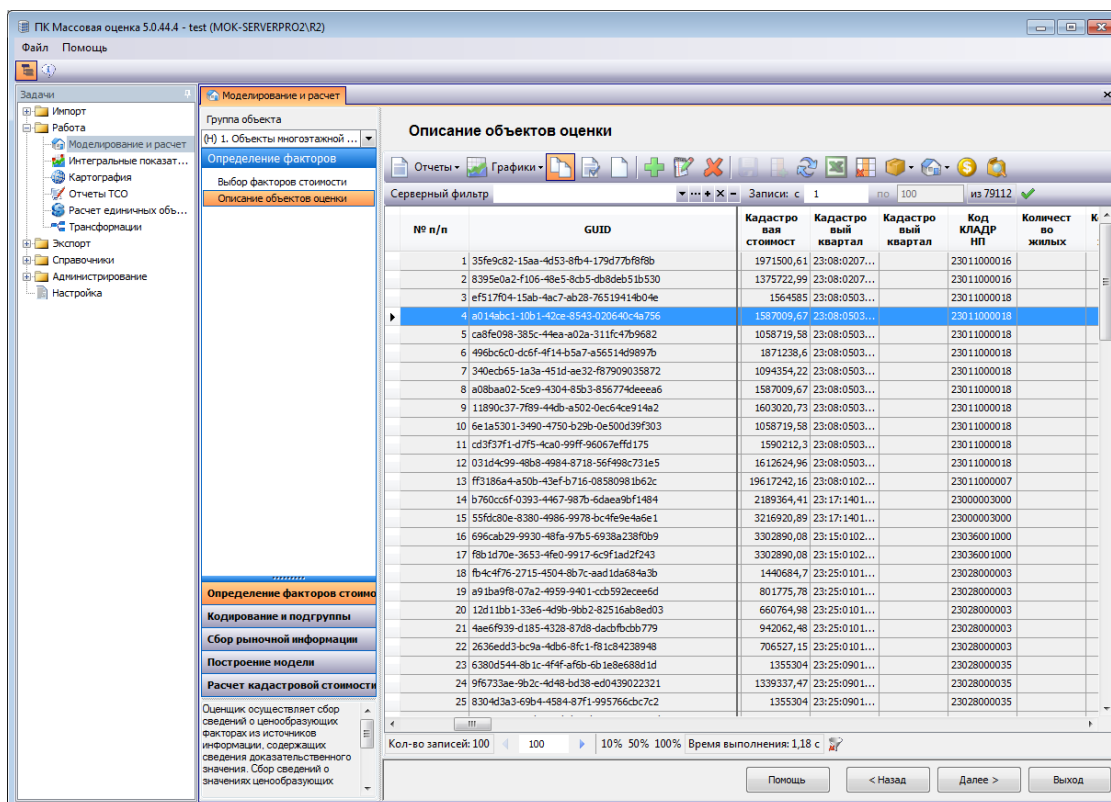 ПК Массовая оценка 5.0.44.4 - test (MOK-SERVERPRO2\R2)
Файл Помощь
Задачи
Импорт
Работа
Моделирование и расчет
Интегральные показат...
Картография
Отчеты ТСО
Расчет единичных объ...
Трансформации
Экспорт
Справочники
Администрирование
Настройка
Моделирование и расчет
Группа объекта
(Н) 1. Объекты многоэтажной ...
Определение факторов
Выбор факторов стоимости
Описание объектов оценки
Определение факторов стоимо
Кодирование и подгруппы
Сбор рыночной информации
Построение модели
Расчет кадастровой стоимости
Оценщик осуществляет сбор
сведений о ценообразующих
факторах из источников
информации, содержащих
сведения доказательственного
значения. Сбор сведений о
значениях ценообразующих
Описание объектов оценки
Отчеты Графики
Серверный фильтр Записи: с 1 по 100 из 79112
№ п/п GUID Кадастро вая стоимост Кадастро вый квартал Кадастро вый квартал Код КЛАДР НП Количест во жилых
1 35fe9c82-15aa-4d53-8fb4-179d77bf8f8b 1971500,61 23:08:0207... 23011000016
2 8395e0a2-f106-48e5-8cb5-db8deb51b530 1375722,99 23:08:0207... 23011000016
3 ef517f04-15ab-4ac7-ab28-76519414b04e 1564585 23:08:0503... 23011000018
4 a014abc1-10b1-42ce-8543-020640c4a756 1587009,67 23:08:0503... 23011000018
5 ca8fe098-385c-44ea-a02a-311fc47b9682 1058719,58 23:08:0503... 23011000018
6 496bc6c0-dc6f-4f14-b5a7-a56514d9897b 1871238,6 23:08:0503... 23011000018
7 340ecb65-1a3a-451d-ae32-f87909035872 1094354,22 23:08:0503... 23011000018
8 a08baa02-5ce9-4304-85b3-856774deeea6 1587009,67 23:08:0503... 23011000018
9 11890c37-7f89-44db-a502-0ec64ce914a2 1603020,73 23:08:0503... 23011000018
10 6e1a5301-3490-4750-b29b-0e500d39f303 1058719,58 23:08:0503... 23011000018
11 cd3f37f1-d7f5-4ca0-99ff-96067effd175 1590212,3 23:08:0503... 23011000018
12 031d4c99-48b8-4984-8718-56f498c731e5 1612624,96 23:08:0503... 23011000018
13 ff3186a4-a50b-43ef-b716-08580981b62c 19617242,16 23:08:0102... 23011000007
14 b760cc6f-0393-4467-987b-6daea9bf1484 2189364,41 23:17:1401... 23000003000
15 55fdc80e-8380-4986-9978-bc4fe9e4a6e1 3216920,89 23:17:1401... 23000003000
16 696cab29-9930-48fa-97b5-6938a238f0b9 3302890,08 23:15:0102... 23036001000
17 f8b1d70e-3653-4fe0-9917-6c9f1ad2f243 3302890,08 23:15:0102... 23036001000
18 fb4c4f76-2715-4504-8b7c-aad1da684a3b 1440684,7 23:25:0101... 23028000003
19 a91ba9f8-07a2-4959-9401-ccb592ecee6d 801775,78 23:25:0101... 23028000003
20 12d11bb1-33e6-4d9b-9bb2-82516ab8ed03 660764,98 23:25:0101... 23028000003
21 4ae6f939-d185-4328-87d8-dacbfbcbb779 942062,48 23:25:0101... 23028000003
22 2636edd3-bc9a-4db6-8fc1-f81c84238948 706527,15 23:25:0101... 23028000003
23 6380d544-8b1c-4f4f-af6b-6b1e8e688d1d 1355304 23:25:0901... 23028000035
24 9f6733ae-9b2c-4d48-bd38-ed0439022321 1339337,47 23:25:0901... 23028000035
25 8304d3a3-69b4-4584-87f1-995766cbc7c2 1355304 23:25:0901... 23028000035
Кол-во записей: 100 100 10% 50% 100% Время выполнения: 1,18 с
Помощь < Назад Далее > Выход